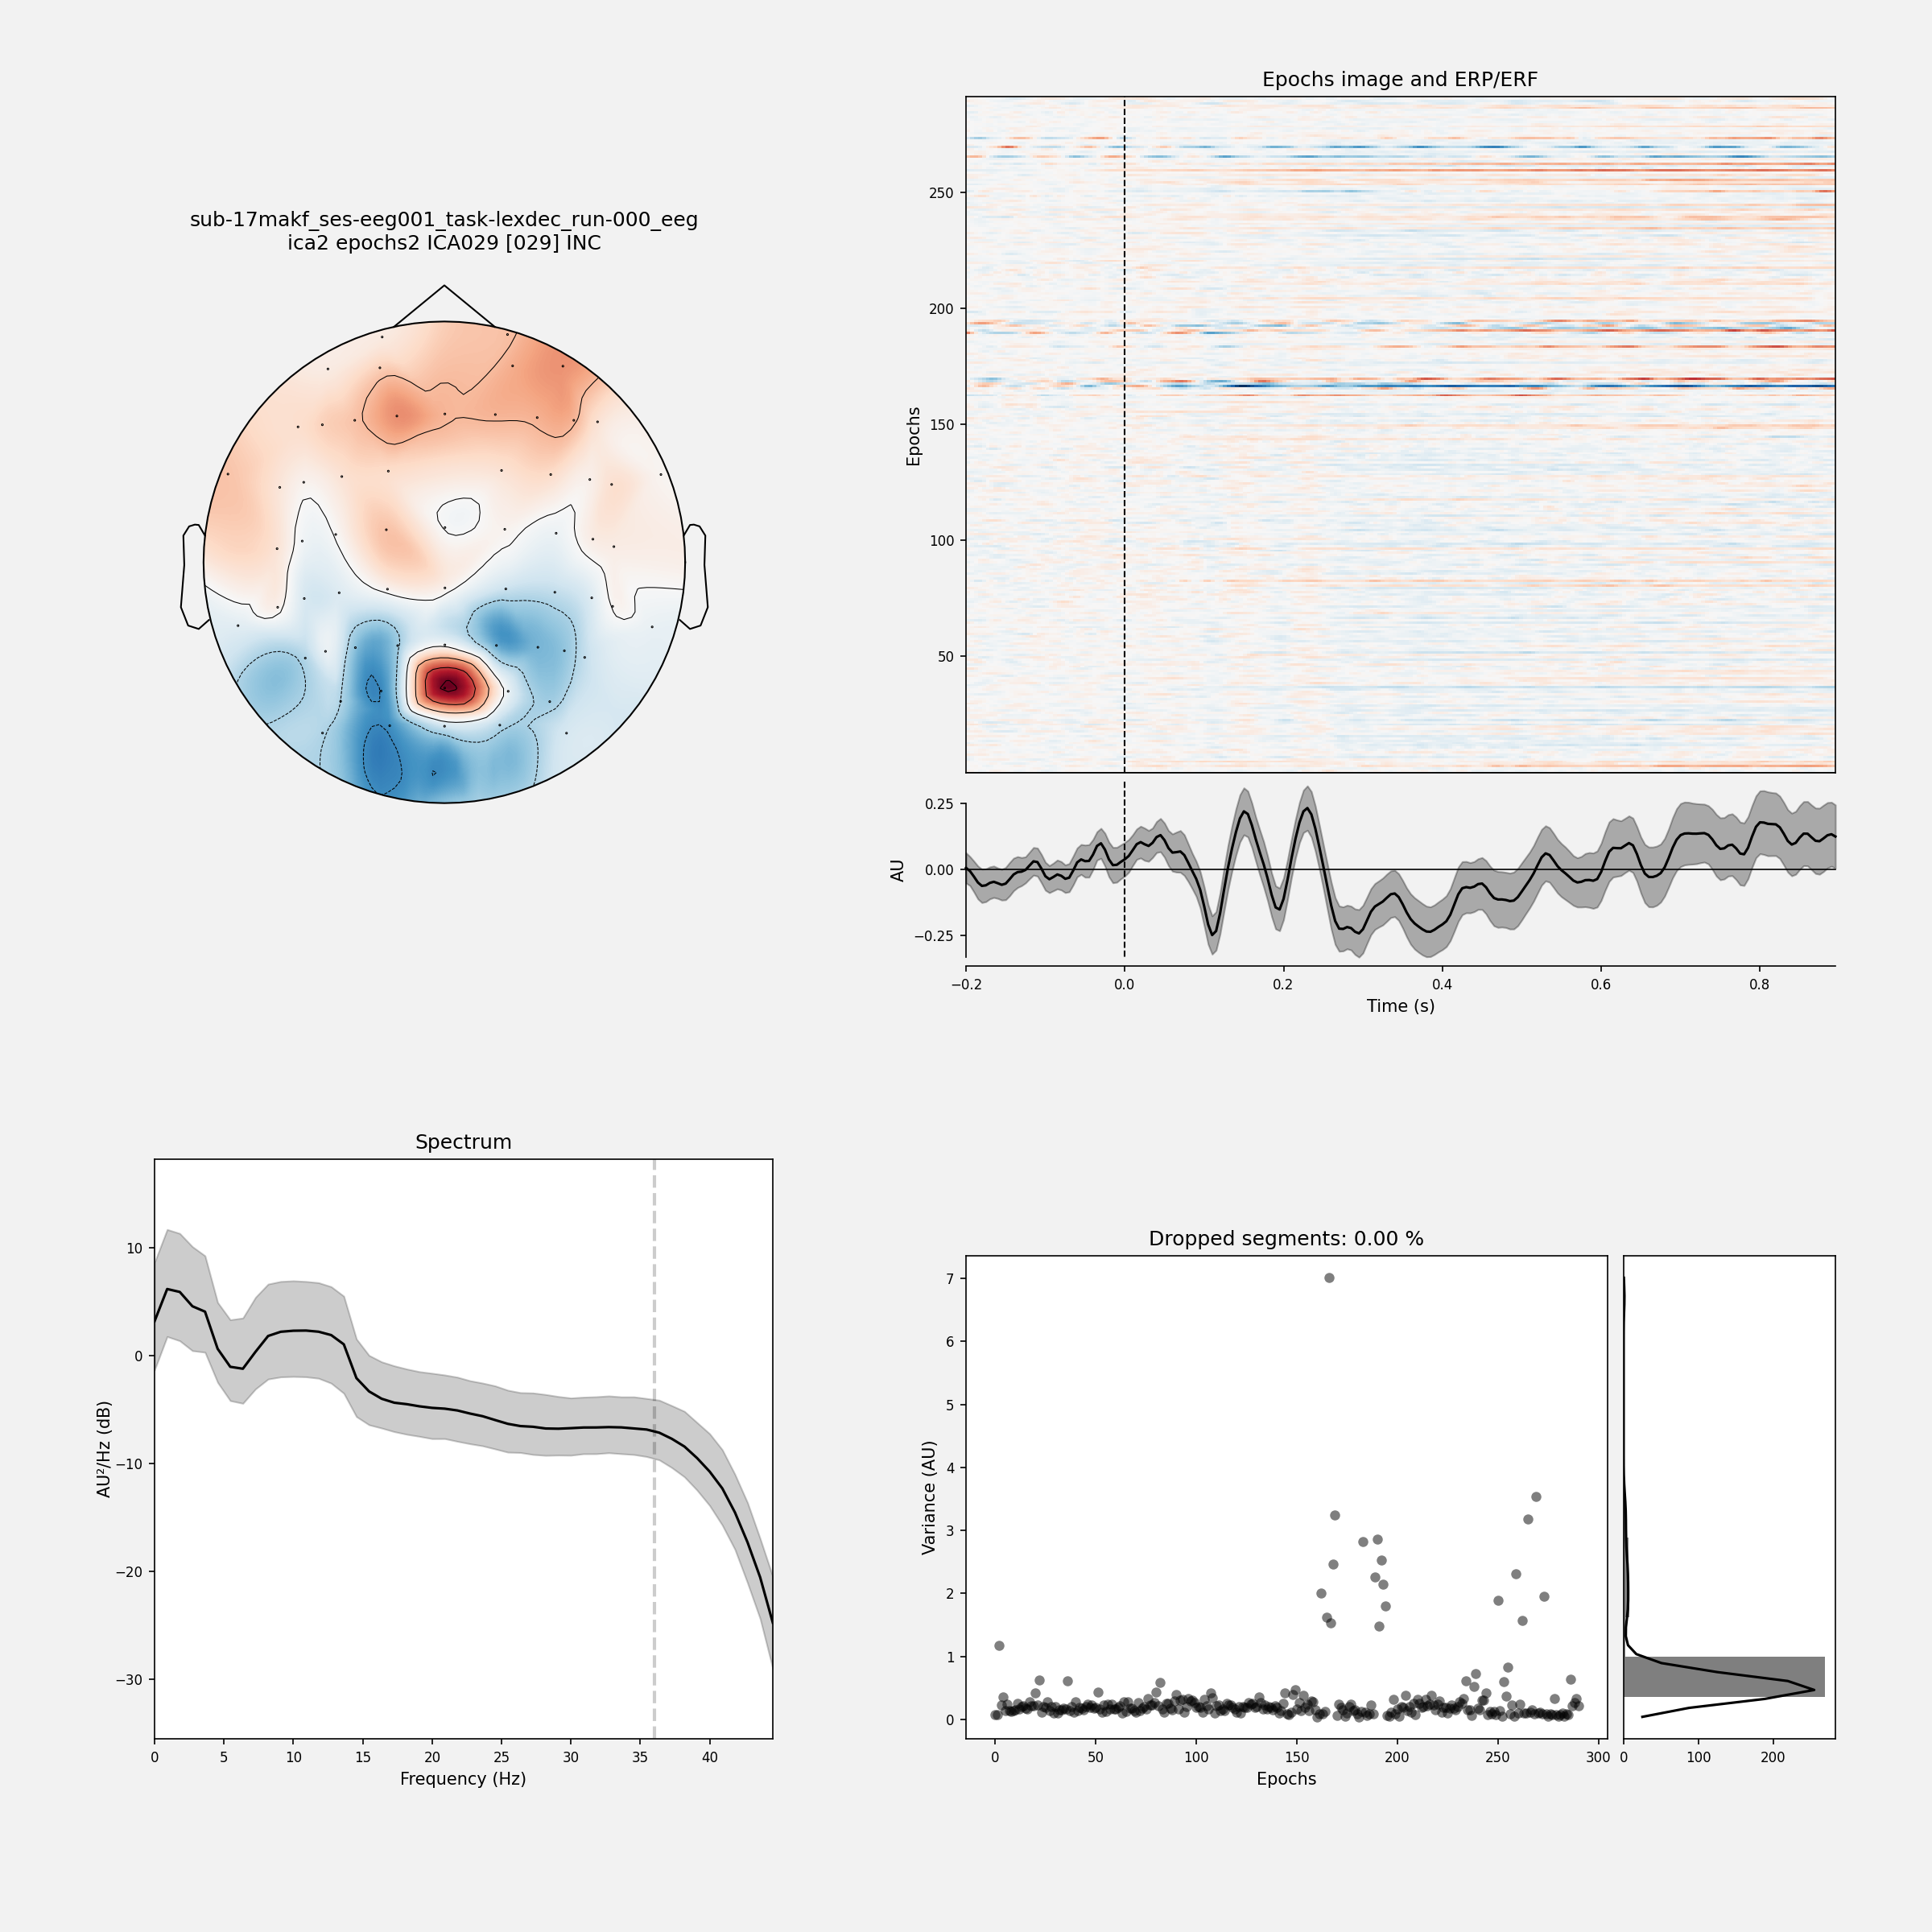 sub-17makf_ses-eeg001_task-lexdec_run-000_eeg
ica2 epochs2 ICA029 [029] INC
Epochs image and ERP/ERF
Epochs
250
200
150
100
50
AU
0.25
0.00
−0.25
−0.2 0.0 0.2 0.4 0.6 0.8
Time (s)
Spectrum
AU²/Hz (dB)
10
0
−10
−20
−30
0 5 10 15 20 25 30 35 40
Frequency (Hz)
Dropped segments: 0.00 %
Variance (AU)
7
6
5
4
3
2
1
0
0 50 100 150 200 250 300
Epochs
0 100 200